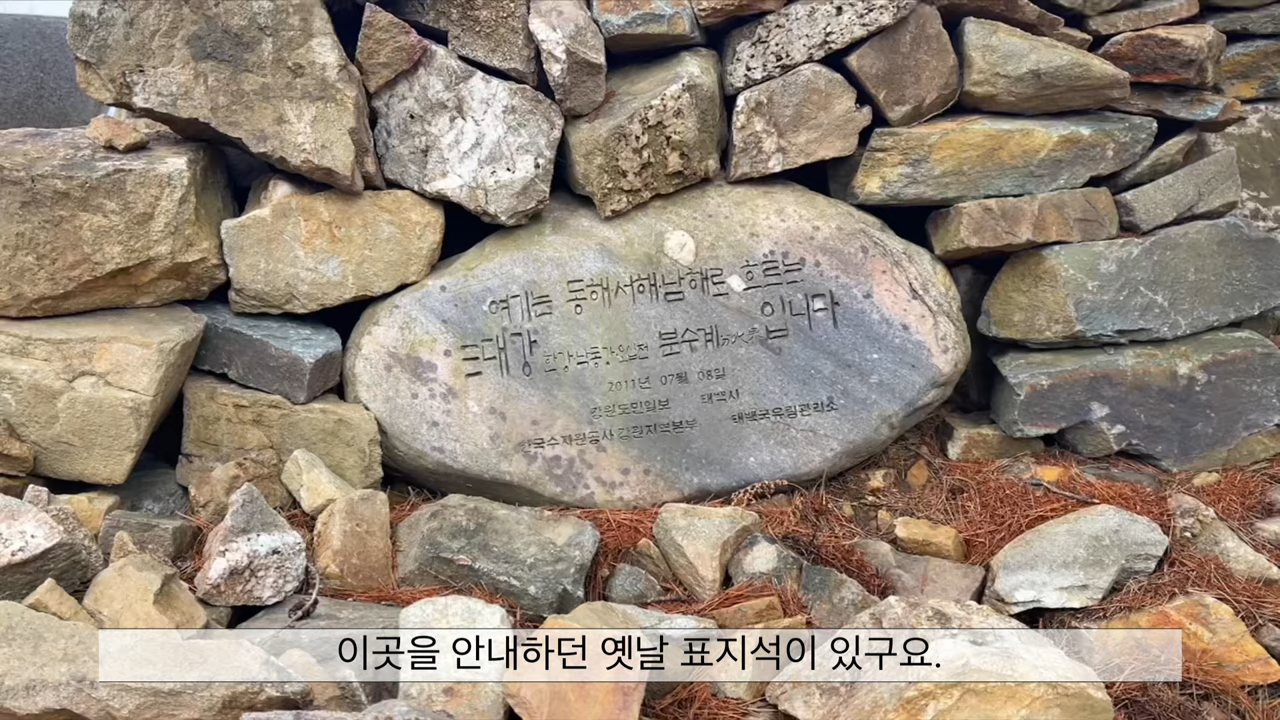 여기는 동해·서해·남해로 흐르는
三대강 한강·낙동강·오십천 분수계 입니다
2011년 07월 08일
강원도민일보 태백시
한국수자원공사 강원지역본부 태백국유림관리소
이곳을 안내하던 옛날 표지석이 있구요.